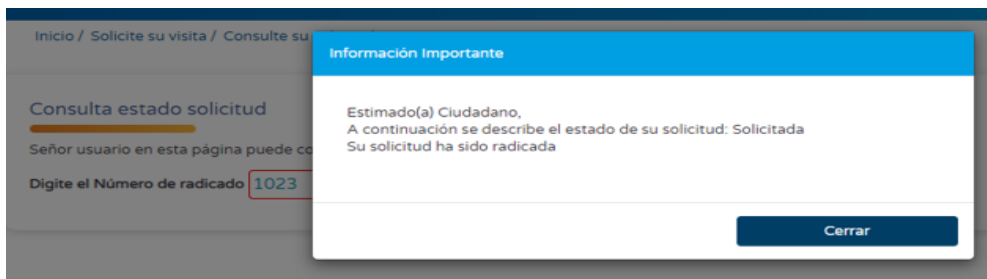 Inicio / Solicite su visita / Consulte su
Información Importante
Consulta estado solicitud
Señor usuario en esta página puede co
Digite el Número de radicado 1023
Estimado(a) Ciudadano,
A continuación se describe el estado de su solicitud: Solicitada
Su solicitud ha sido radicada
Cerrar